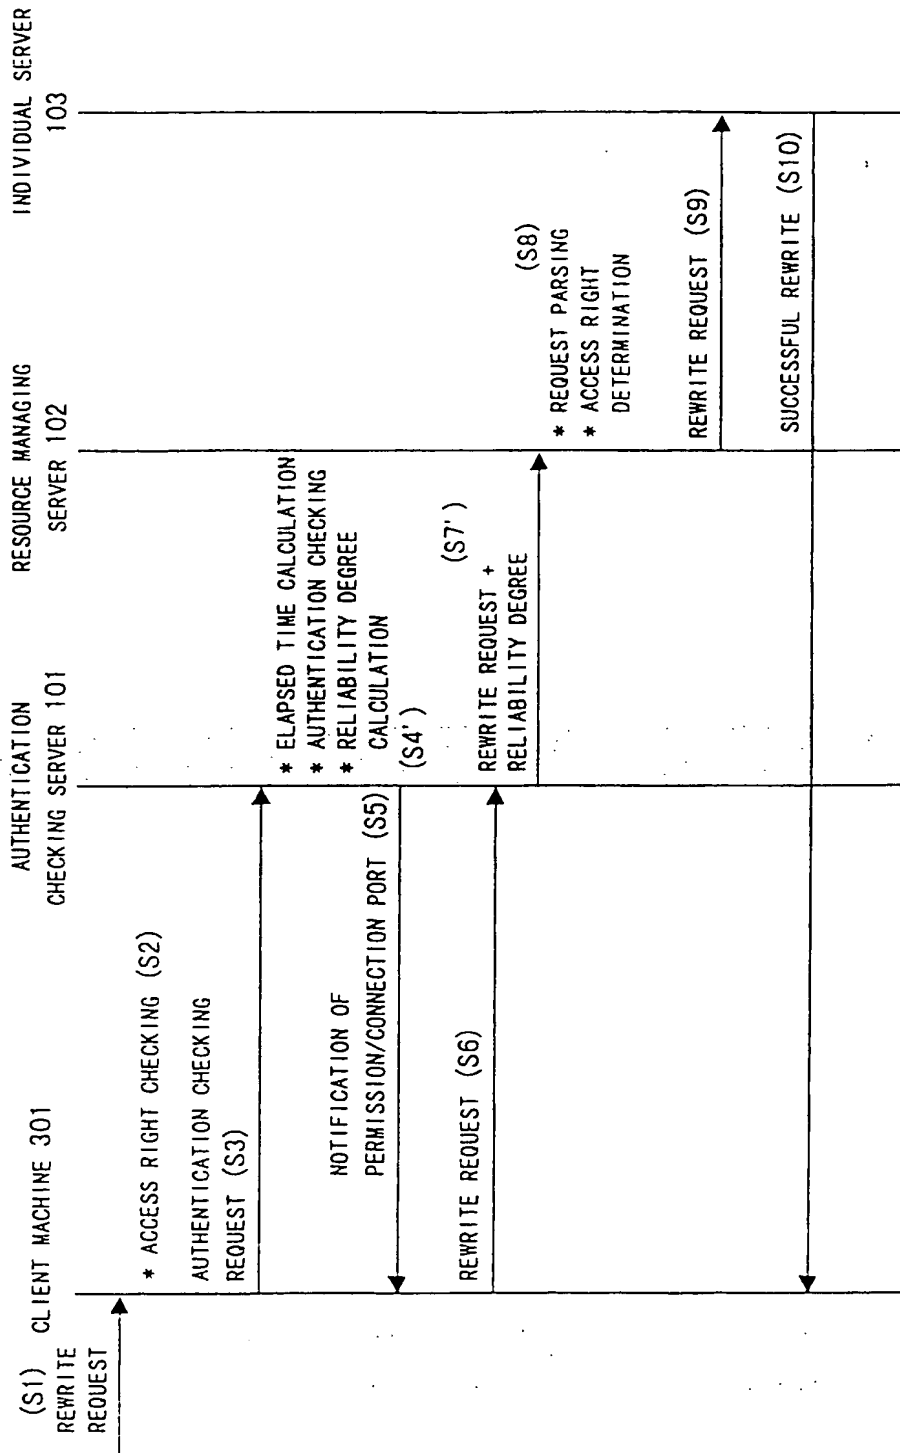 (S1)
REWRITE
REQUEST
CLIENT MACHINE 301
AUTHENTICATION
CHECKING SERVER 101
RESOURCE MANAGING
SERVER 102
INDIVIDUAL SERVER
103
* ACCESS RIGHT CHECKING (S2)
AUTHENTICATION CHECKING
REQUEST (S3)
* ELAPSED TIME CALCULATION
* AUTHENTICATION CHECKING
* RELIABILITY DEGREE
CALCULATION
(S4')
NOTIFICATION OF
PERMISSION/CONNECTION PORT (S5)
REWRITE REQUEST (S6)
(S7')
REWRITE REQUEST +
RELIABILITY DEGREE
(S8)
* REQUEST PARSING
* ACCESS RIGHT
DETERMINATION
REWRITE REQUEST (S9)
SUCCESSFUL REWRITE (S10)